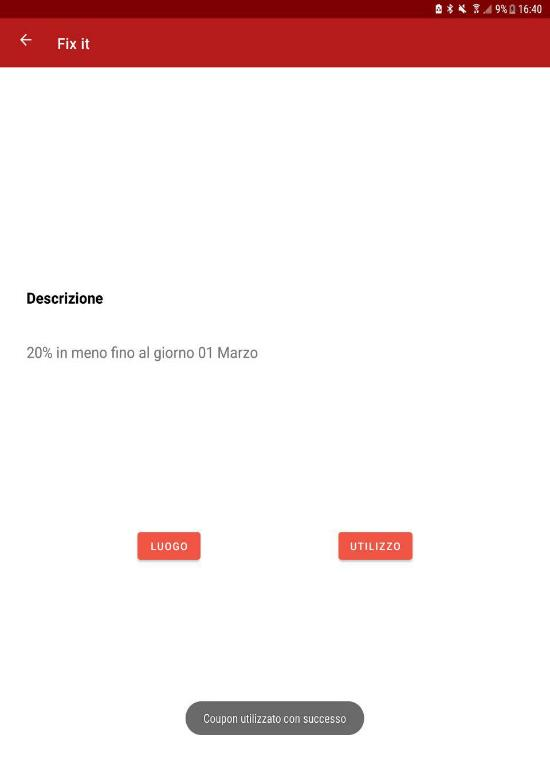 9% 16:40
Fix it
Descrizione
20% in meno fino al giorno 01 Marzo
LUOGO UTILIZZO
Coupon utilizzato con successo